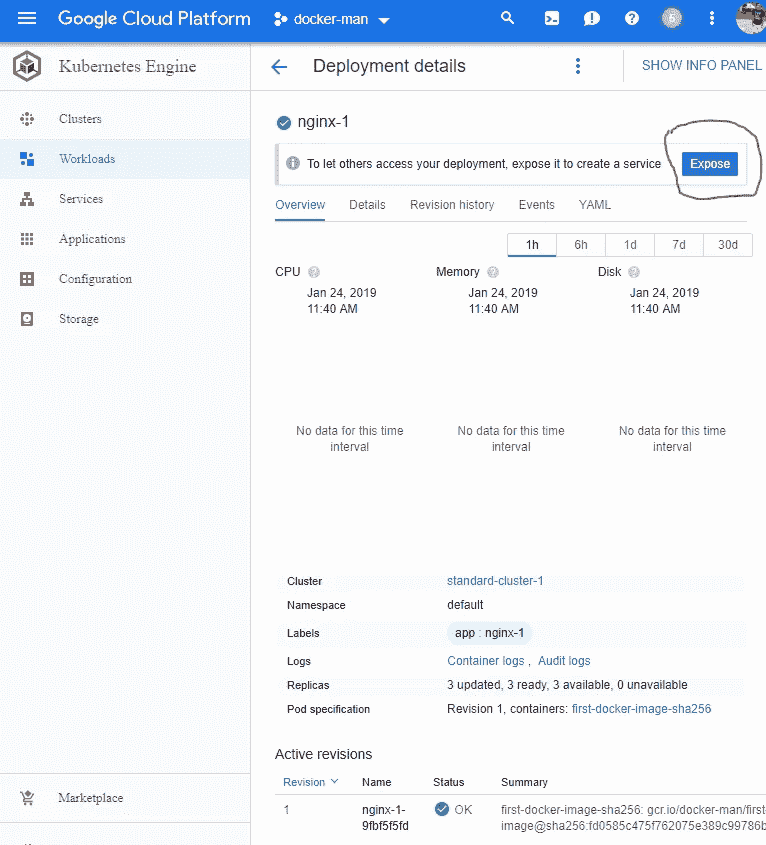 Google Cloud Platform docker-man 5
Kubernetes Engine
Deployment details
SHOW INFO PANEL
Clusters
Workloads
Services
Applications
Configuration
Storage
Marketplace
nginx-1
To let others access your deployment, expose it to create a service Expose
Overview Details Revision history Events YAML
1h 6h 1d 7d 30d
CPU Memory Disk
Jan 24, 2019 Jan 24, 2019 Jan 24, 2019
11:40 AM 11:40 AM 11:40 AM
No data for this time No data for this time No data for this time
interval interval interval
Cluster standard-cluster-1
Namespace default
Labels app : nginx-1
Logs Container logs , Audit logs
Replicas 3 updated, 3 ready, 3 available, 0 unavailable
Pod specification Revision 1, containers: first-docker-image-sha256
Active revisions
Revision Name Status Summary
1 nginx-1- OK first-docker-image-sha256: gcr.io/docker-man/first-
9fbf5f5fd image@sha256:fd0585c475f762075e389c99786b